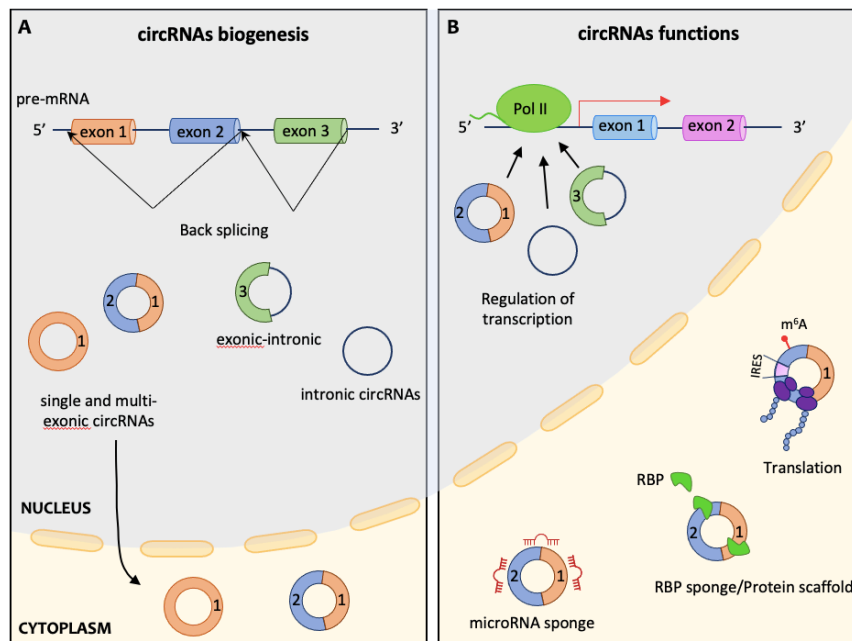 A
circRNAs biogenesis
pre-mRNA
5’
exon 1
exon 2
exon 3
3’
Back splicing
1
2
1
3
exonic-intronic
intronic circRNAs
single and multi-
exonic circRNAs
NUCLEUS
CYTOPLASM
1
2
1
B
circRNAs functions
Pol II
5’
exon 1
exon 2
3’
2
1
3
Regulation of
transcription
m⁶A
IRES
1
Translation
RBP
2
1
RBP sponge/Protein scaffold
2
1
microRNA sponge